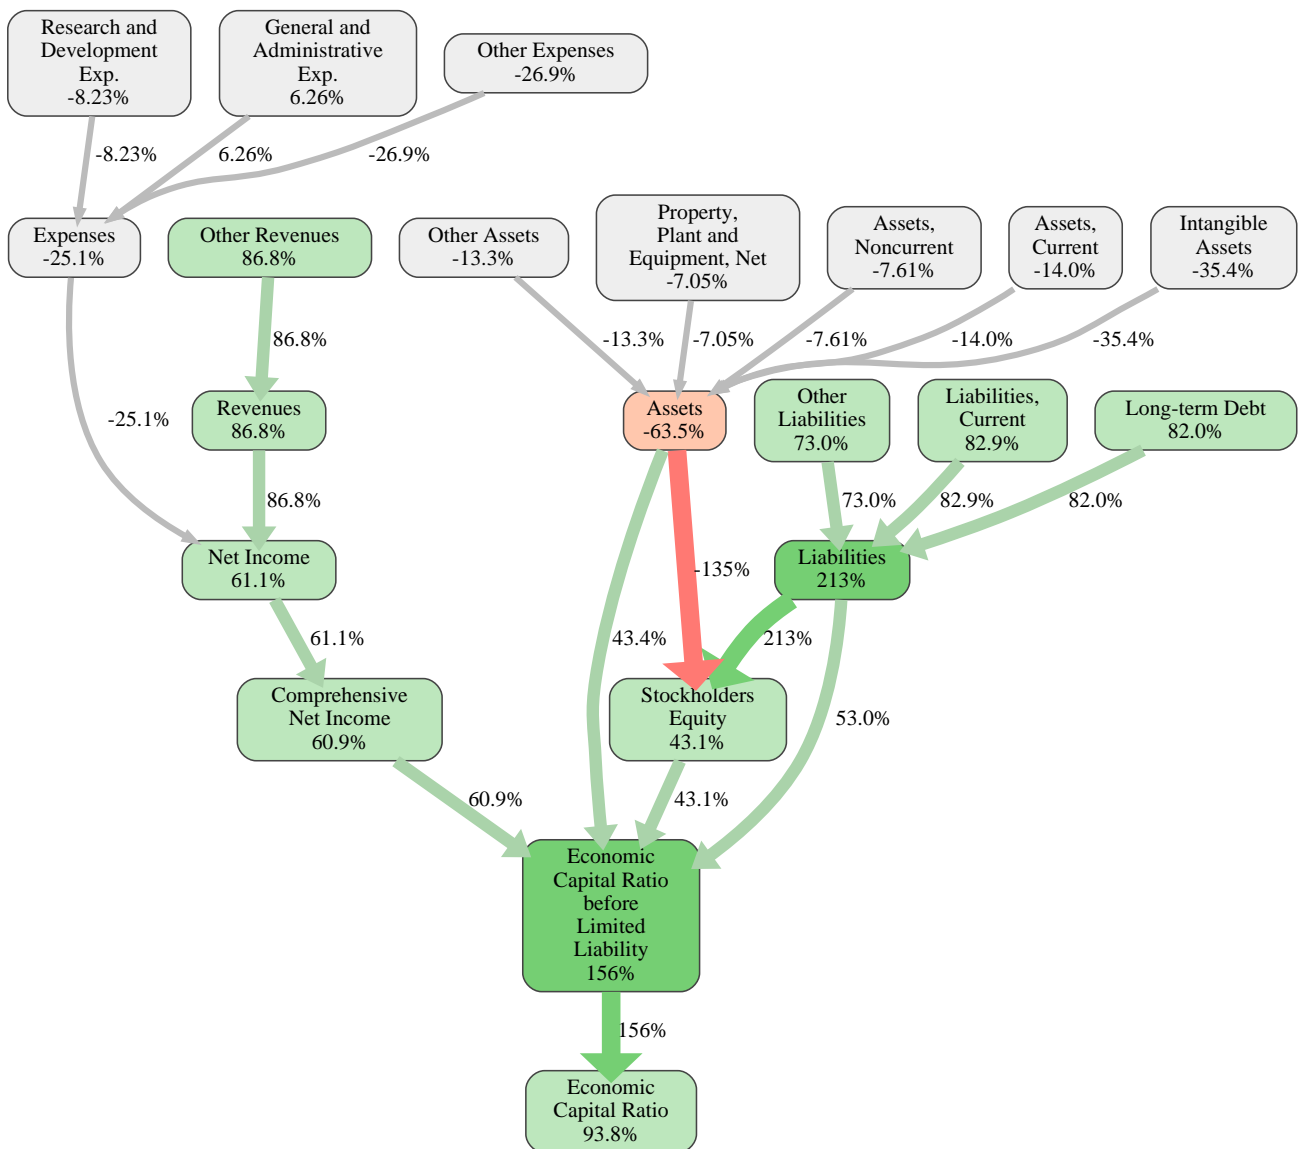 Research and
Development
Exp.
-8.23%
General and
Administrative
Exp.
6.26%
Other Expenses
-26.9%
-8.23%
6.26%
-26.9%
Expenses
-25.1%
Other Revenues
86.8%
Other Assets
-13.3%
Property,
Plant and
Equipment, Net
-7.05%
Assets,
Noncurrent
-7.61%
Assets,
Current
-14.0%
Intangible
Assets
-35.4%
86.8%
-13.3%
-7.05%
-7.61%
-14.0%
-35.4%
-25.1%
Revenues
86.8%
Assets
-63.5%
Other
Liabilities
73.0%
Liabilities,
Current
82.9%
Long-term Debt
82.0%
86.8%
73.0%
82.9%
82.0%
Net Income
61.1%
-135%
Liabilities
213%
61.1%
43.4%
213%
Comprehensive
Net Income
60.9%
Stockholders
Equity
43.1%
53.0%
60.9%
43.1%
Economic
Capital Ratio
before
Limited
Liability
156%
156%
Economic
Capital Ratio
93.8%